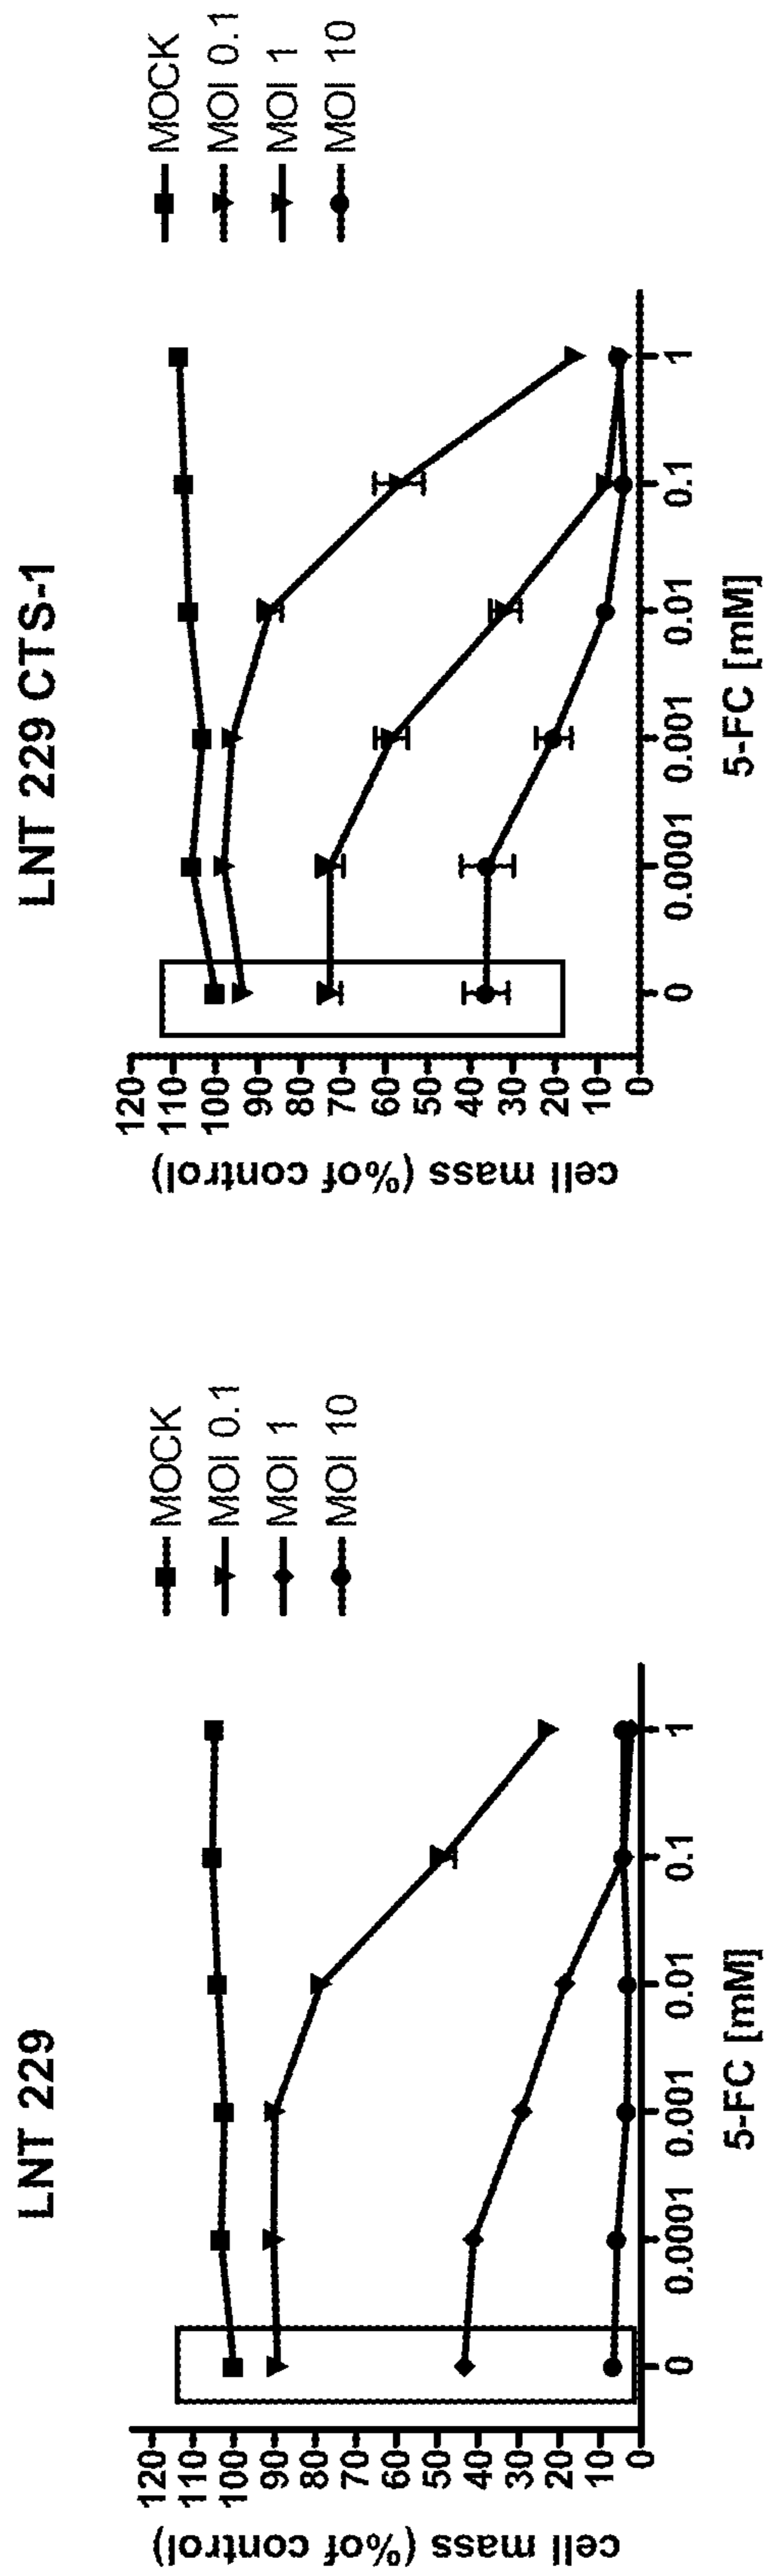 LNT 229
cell mass (%of control)
120
110
100
90
80
70
60
50
40
30
20
10
0
0
0.0001
0.001
0.01
0.1
1
5-FC [mM]
MOCK
MOI 0.1
MOI 1
MOI 10
LNT 229 CTS-1
cell mass (%of control)
120
110
100
90
80
70
60
50
40
30
20
10
0
0
0.0001
0.001
0.01
0.1
1
5-FC [mM]
MOCK
MOI 0.1
MOI 1
MOI 10